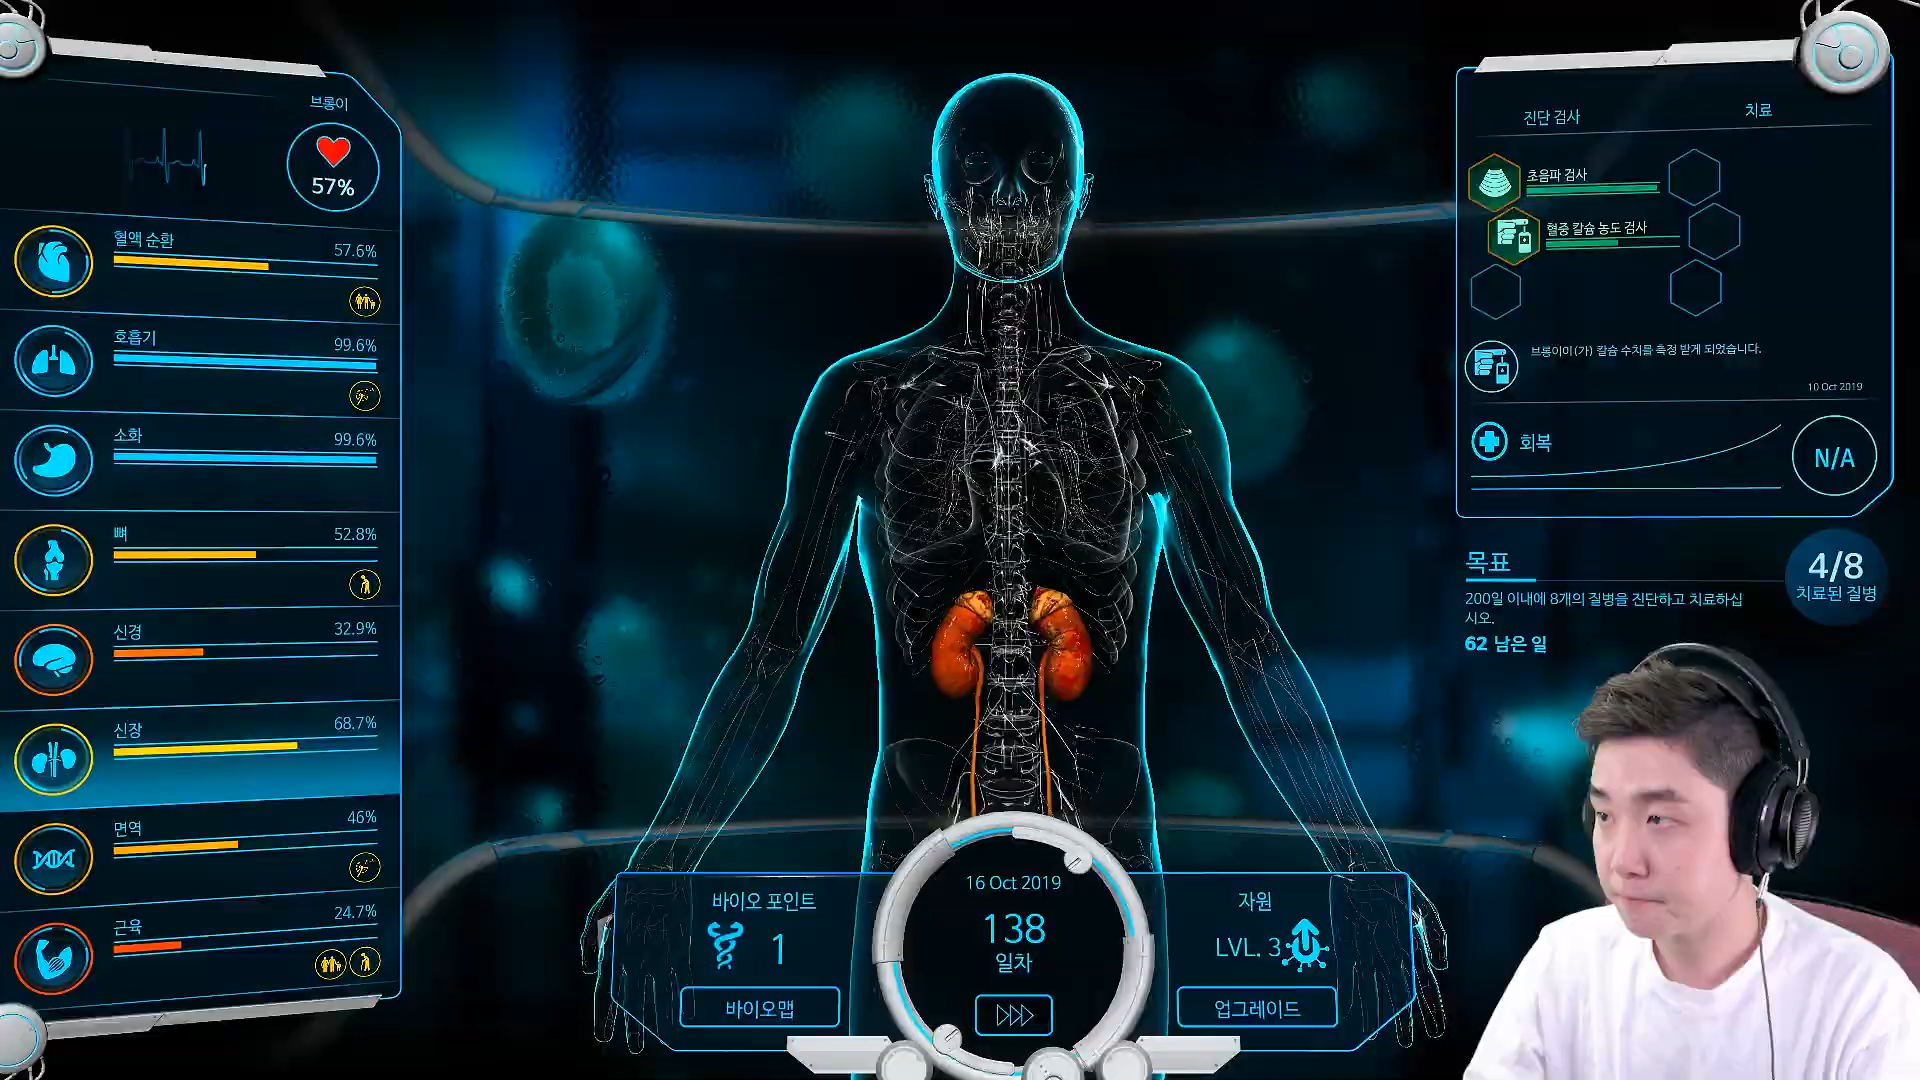 브롱이
57%
혈액 순환
57.6%
호흡기
99.6%
소화
99.6%
뼈
52.8%
신경
32.9%
신장
68.7%
면역
46%
근육
24.7%
진단 검사
치료
초음파 검사
혈중 칼슘 농도 검사
브롱이이(가) 칼슘 수치를 측정 받게 되었습니다.
10 Oct 2019
회복
N/A
목표
4/8
치료된 질병
200일 이내에 8개의 질병을 진단하고 치료하십
시오.
62 남은 일
바이오 포인트
1
바이오맵
16 Oct 2019
138
일차
자원
LVL. 3
업그레이드